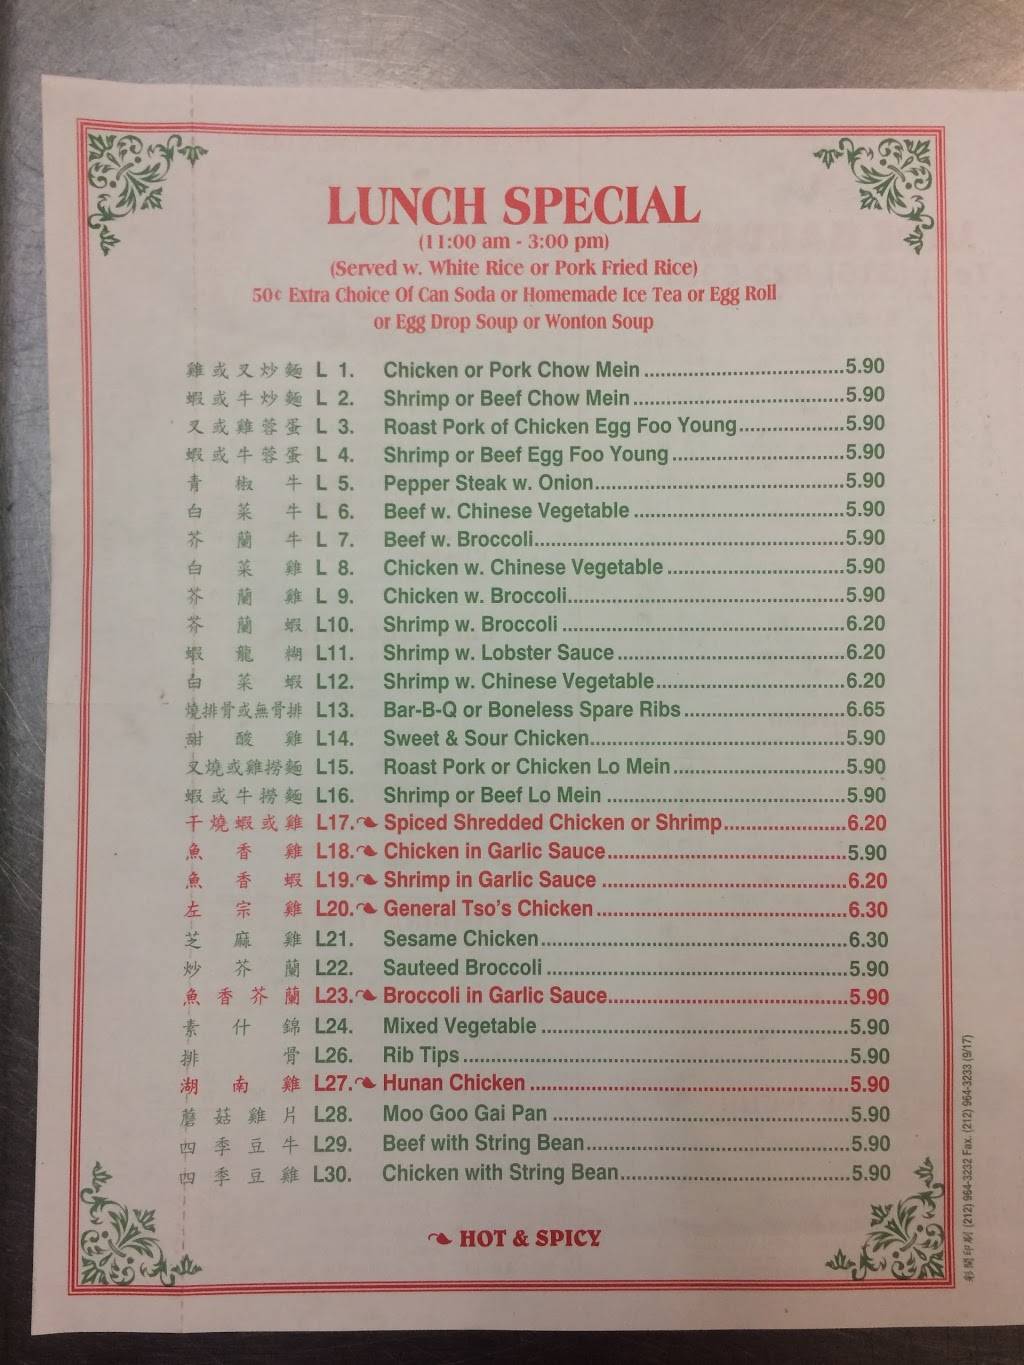 LUNCH SPECIAL
(11:00 am - 3:00 pm)
(Served w. White Rice or Pork Fried Rice)
50¢ Extra Choice Of Can Soda or Homemade Ice Tea or Egg Roll
or Egg Drop Soup or Wonton Soup
雞或叉炒麵 L 1. Chicken or Pork Chow Mein 5.90
蝦或牛炒麵 L 2. Shrimp or Beef Chow Mein 5.90
叉或雞蓉蛋 L 3. Roast Pork of Chicken Egg Foo Young 5.90
蝦或牛蓉蛋 L 4. Shrimp or Beef Egg Foo Young 5.90
青椒牛 L 5. Pepper Steak w. Onion 5.90
白菜牛 L 6. Beef w. Chinese Vegetable 5.90
芥蘭牛 L 7. Beef w. Broccoli 5.90
白菜雞 L 8. Chicken w. Chinese Vegetable 5.90
芥蘭雞 L 9. Chicken w. Broccoli 5.90
芥蘭蝦 L10. Shrimp w. Broccoli 6.20
蝦龍糊 L11. Shrimp w. Lobster Sauce 6.20
白菜蝦 L12. Shrimp w. Chinese Vegetable 6.20
燒排骨或無骨排 L13. Bar-B-Q or Boneless Spare Ribs 6.65
甜酸雞 L14. Sweet & Sour Chicken 5.90
叉燒或雞撈麵 L15. Roast Pork or Chicken Lo Mein 5.90
蝦或牛撈麵 L16. Shrimp or Beef Lo Mein 5.90
干燒蝦或雞 L17. Spiced Shredded Chicken or Shrimp 6.20
魚香雞 L18. Chicken in Garlic Sauce 5.90
魚香蝦 L19. Shrimp in Garlic Sauce 6.20
左宗雞 L20. General Tso's Chicken 6.30
芝麻雞 L21. Sesame Chicken 6.30
炒芥蘭 L22. Sauteed Broccoli 5.90
魚香芥蘭 L23. Broccoli in Garlic Sauce 5.90
素什錦 L24. Mixed Vegetable 5.90
排骨 L26. Rib Tips 5.90
湖南雞 L27. Hunan Chicken 5.90
蘑菇雞片 L28. Moo Goo Gai Pan 5.90
四季豆牛 L29. Beef with String Bean 5.90
四季豆雞 L30. Chicken with String Bean 5.90
HOT & SPICY
印刷 (212) 964-3232 Fax. (212) 964-3233 (9/17)